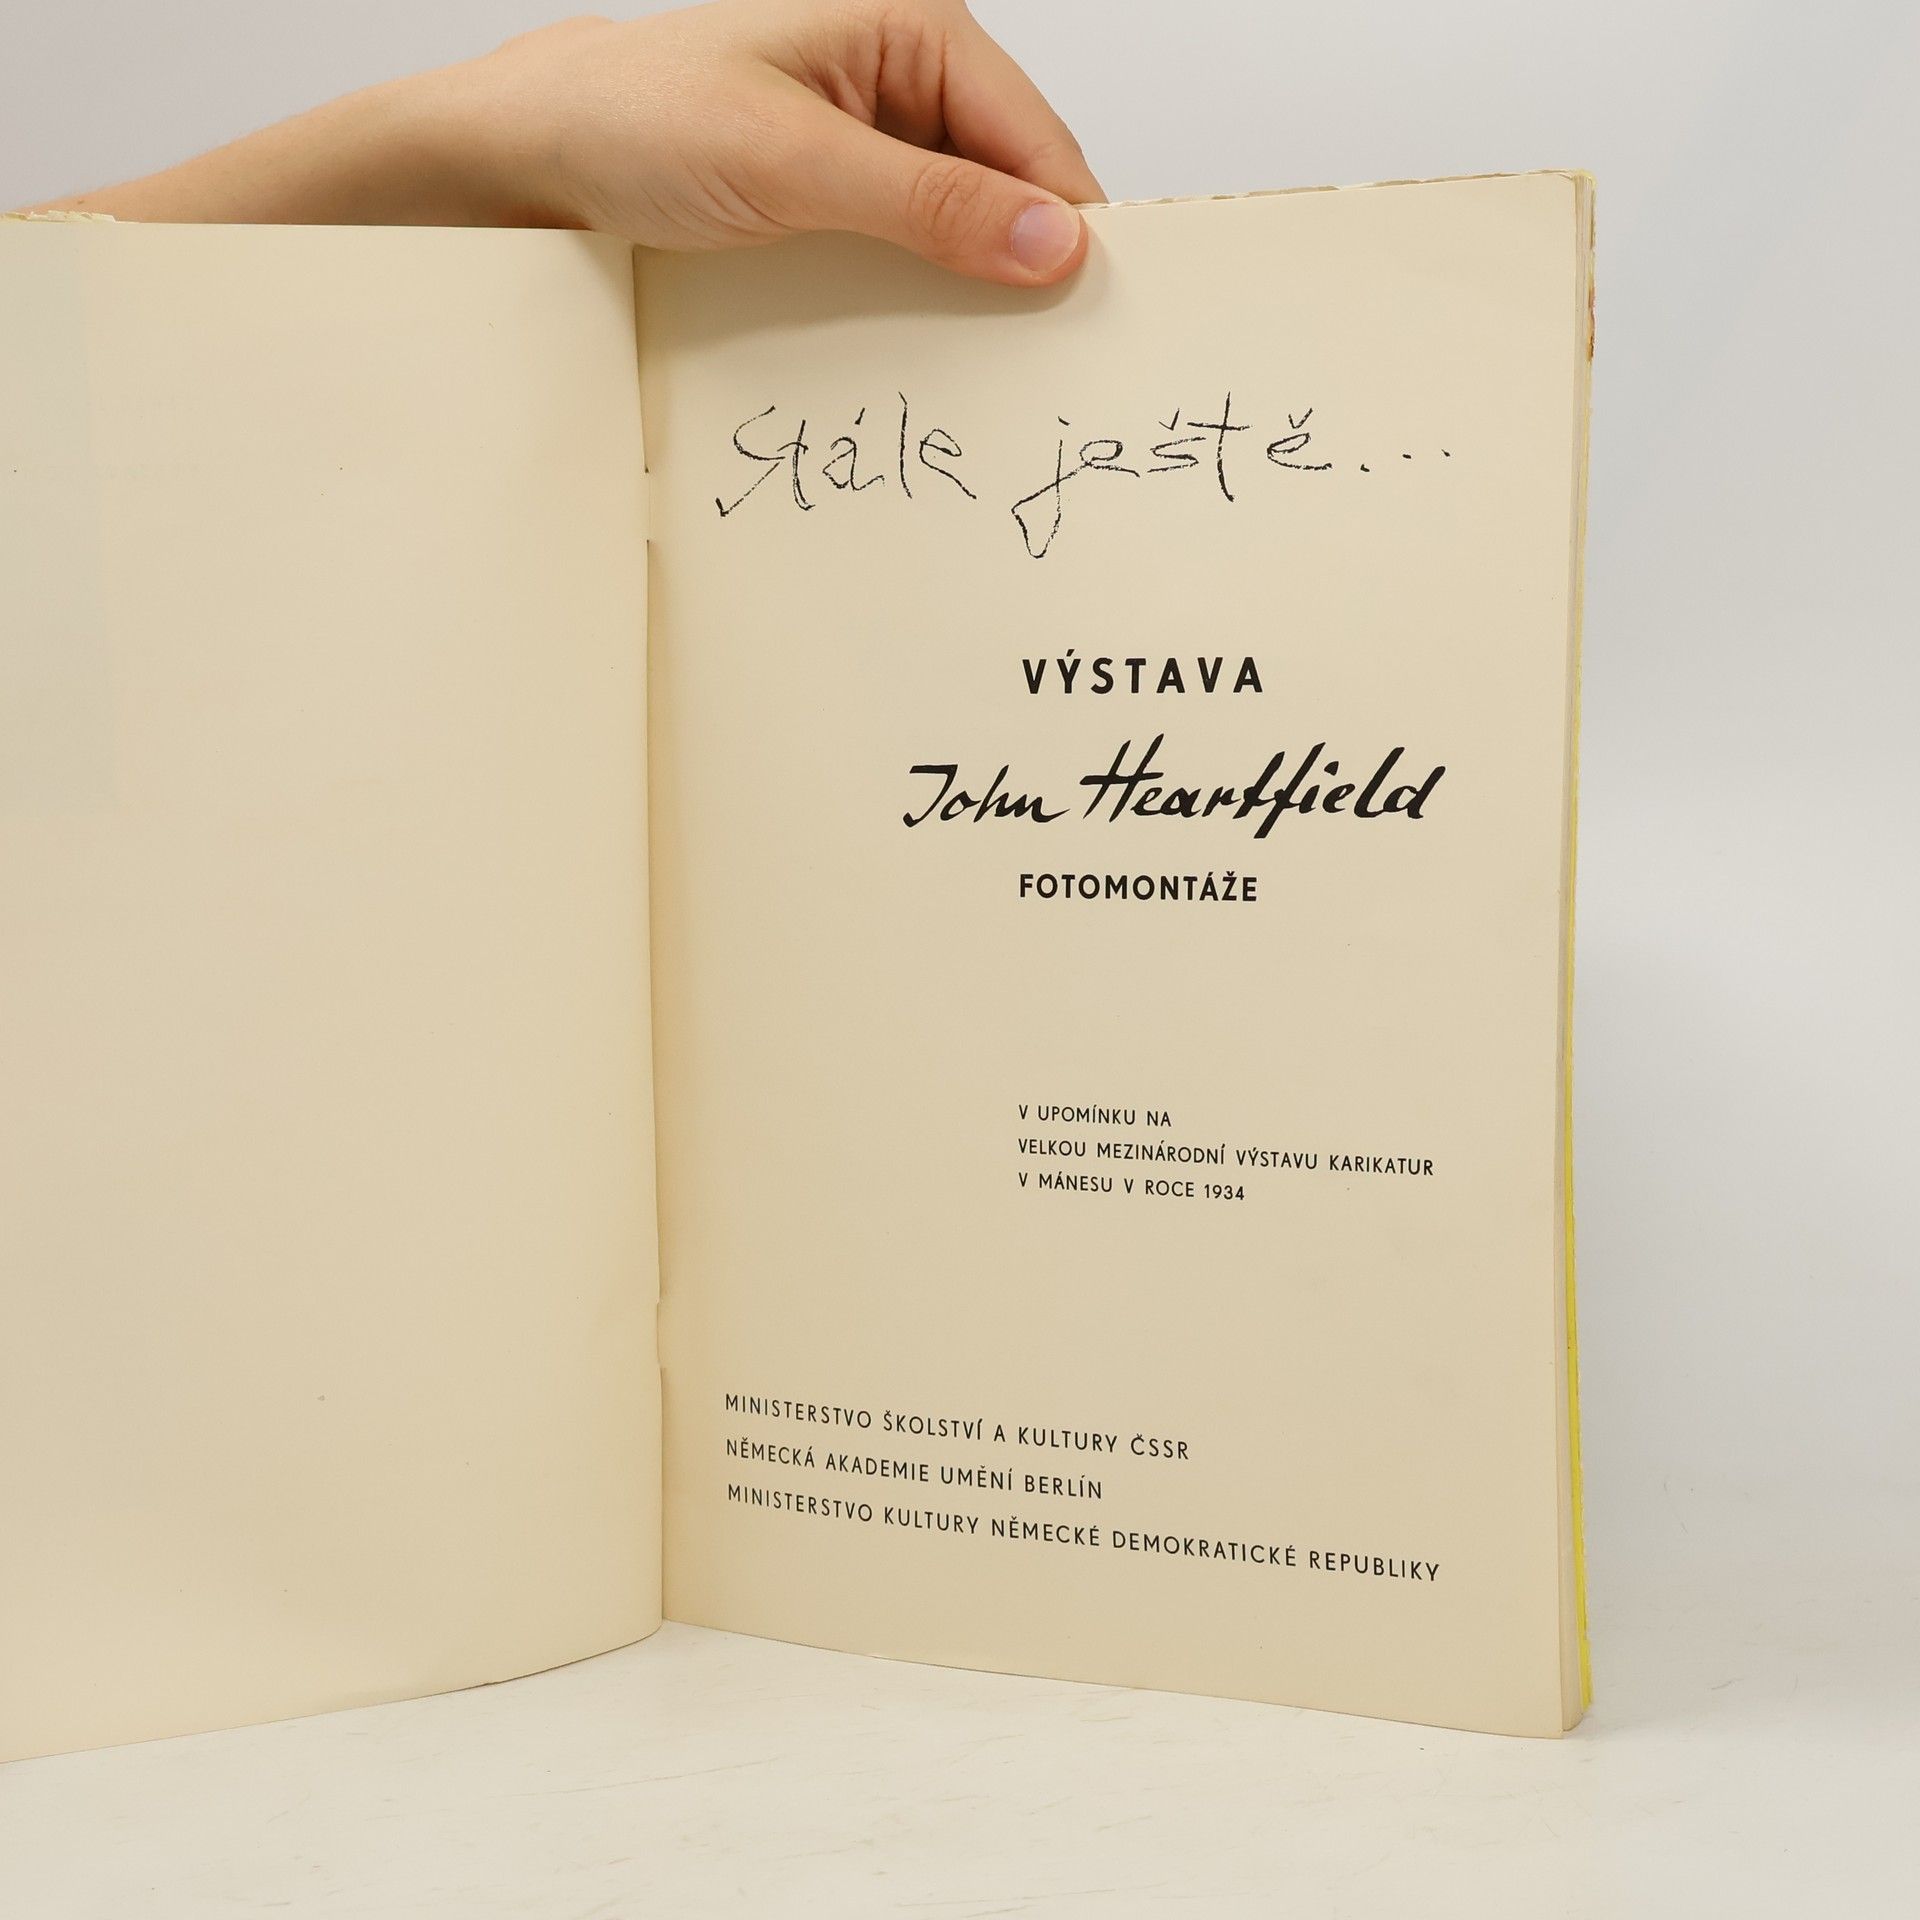 Stále ještě...
VÝSTAVA
John Heartfield
FOTOMONTÁŽE
V UPOMÍNKU NA
VELKOU MEZINÁRODNÍ VÝSTAVU KARIKATUR
V MÁNESU V ROCE 1934
MINISTERSTVO ŠKOLSTVÍ A KULTURY ČSSR
NĚMECKÁ AKADEMIE UMĚNÍ BERLÍN
MINISTERSTVO KULTURY NĚMECKÉ DEMOKRATICKÉ REPUBLIKY